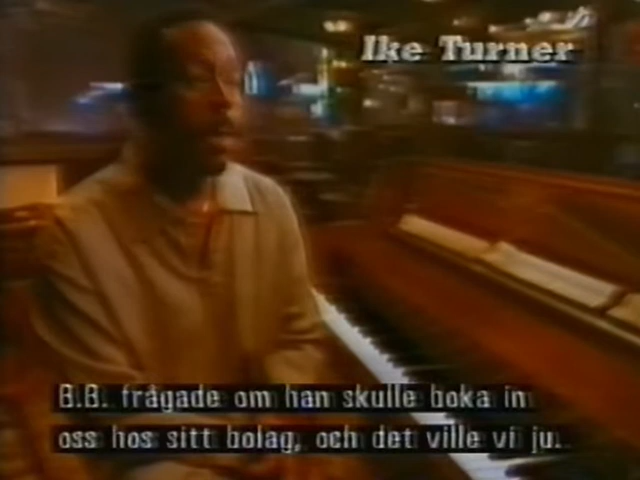 Ike Turner
B.B. frågade om han skulle boka in
oss hos sitt bolag, och det ville vi ju.